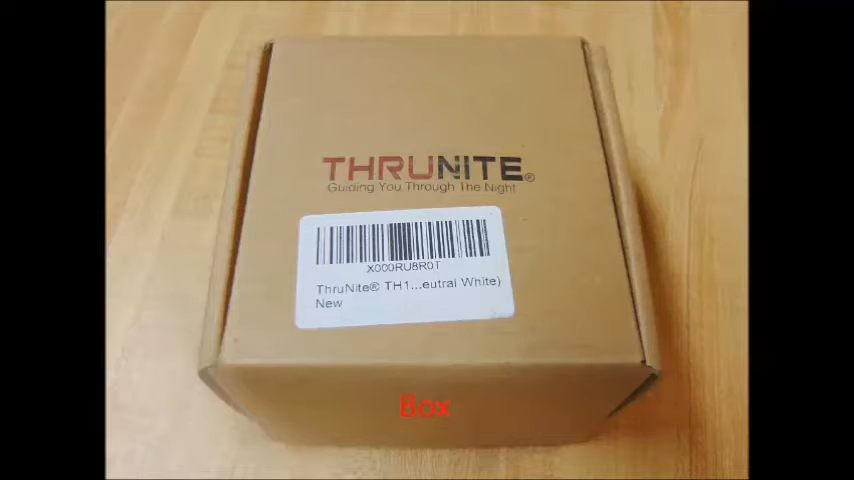 THRUNITE®
Guiding You Through The Night
X000RU8R0T
ThruNite® TH1...eutral White)
New
Box